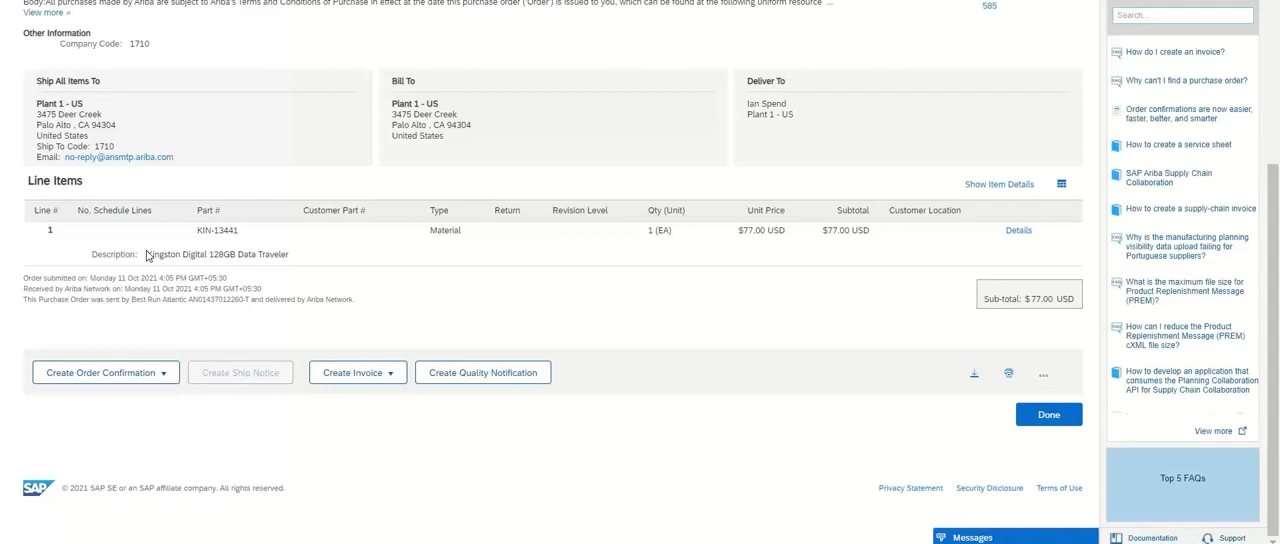 Body:All purchases made by Ariba are subject to Ariba's Terms and Conditions of Purchase in effect at the date this purchase order ('Order') is issued to you, which can be found at the following uniform resource ...
View more »
585
Other Information
Company Code: 1710
Ship All Items To
Plant 1 - US
3475 Deer Creek
Palo Alto , CA 94304
United States
Ship To Code: 1710
Email: no-reply@ansmtp.ariba.com
Bill To
Plant 1 - US
3475 Deer Creek
Palo Alto , CA 94304
United States
Deliver To
Ian Spend
Plant 1 - US
Line Items
Show Item Details
Line # No. Schedule Lines Part # Customer Part # Type Return Revision Level Qty (Unit) Unit Price Subtotal Customer Location
1 KIN-13441 Material 1 (EA) $77.00 USD $77.00 USD Details
Description: Kingston Digital 128GB Data Traveler
Order submitted on: Monday 11 Oct 2021 4:05 PM GMT+05:30
Received by Ariba Network on: Monday 11 Oct 2021 4:05 PM GMT+05:30
This Purchase Order was sent by Best Run Atlantic AN01437012260-T and delivered by Ariba Network.
Sub-total: $77.00 USD
Create Order Confirmation Create Ship Notice Create Invoice Create Quality Notification
...
Done
SAP © 2021 SAP SE or an SAP affiliate company. All rights reserved.
Privacy Statement Security Disclosure Terms of Use
Messages
Search...
FAQ How do I create an invoice?
FAQ Why can't I find a purchase order?
Order confirmations are now easier,
faster, better, and smarter
How to create a service sheet
SAP Ariba Supply Chain
Collaboration
How to create a supply-chain invoice
FAQ Why is the manufacturing planning
visibility data upload failing for
Portuguese suppliers?
FAQ What is the maximum file size for
Product Replenishment Message
(PREM)?
FAQ How can I reduce the Product
Replenishment Message (PREM)
cXML file size?
How to develop an application that
consumes the Planning Collaboration
API for Supply Chain Collaboration
View more
Top 5 FAQs
Documentation Support